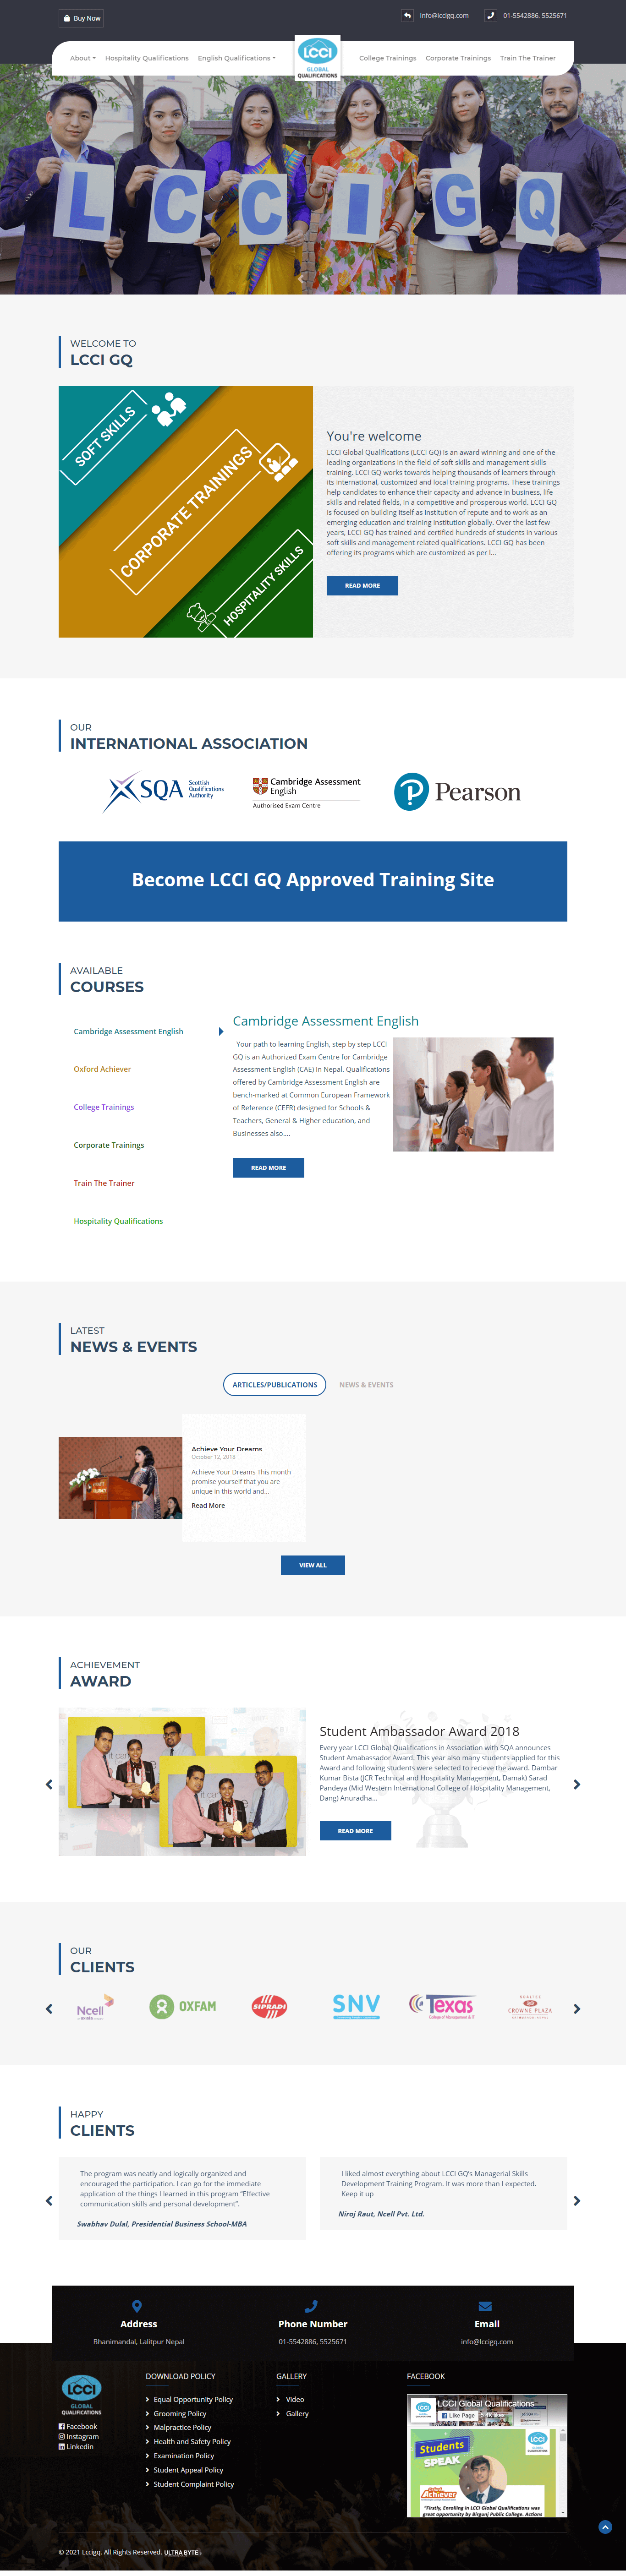 Buy Now
info@lccigq.com
01-5542886, 5525671
About
Hospitality Qualifications
English Qualifications
LCCI
GLOBAL
QUALIFICATIONS
College Trainings
Corporate Trainings
Train The Trainer
L C C I G Q
WELCOME TO
LCCI GQ
SOFT SKILLS
CORPORATE TRAININGS
HOSPITALITY SKILLS
You're welcome
LCCI Global Qualifications (LCCI GQ) is an award winning and one of the
leading organizations in the field of soft skills and management skills
training. LCCI GQ works towards helping thousands of learners through
its international, customized and local training programs. These trainings
help candidates to enhance their capacity and advance in business, life
skills and related fields, in a competitive and prosperous world. LCCI GQ
is focused on building itself as institution of repute and to work as an
emerging education and training institution globally. Over the last few
years, LCCI GQ has trained and certified hundreds of students in various
soft skills and management related qualifications. LCCI GQ has been
offering its programs which are customized as per l...
READ MORE
OUR
INTERNATIONAL ASSOCIATION
SQA
Scottish
Qualifications
Authority
Cambridge Assessment
English
Authorised Exam Centre
Pearson
Become LCCI GQ Approved Training Site
AVAILABLE
COURSES
Cambridge Assessment English
Oxford Achiever
College Trainings
Corporate Trainings
Train The Trainer
Hospitality Qualifications
Cambridge Assessment English
Your path to learning English, step by step LCCI
GQ is an Authorized Exam Centre for Cambridge
Assessment English (CAE) in Nepal. Qualifications
offered by Cambridge Assessment English are
bench-marked at Common European Framework
of Reference (CEFR) designed for Schools &
Teachers, General & Higher education, and
Businesses also....
READ MORE
LATEST
NEWS & EVENTS
ARTICLES/PUBLICATIONS
NEWS & EVENTS
Achieve Your Dreams
October 12, 2018
Achieve Your Dreams This month
promise yourself that you are
unique in this world and...
Read More
VIEW ALL
ACHIEVEMENT
AWARD
Student Ambassador Award 2018
Every year LCCI Global Qualifications in Association with SQA announces
Student Amabassador Award. This year also many students applied for this
Award and following students were selected to recieve the award. Dambar
Kumar Bista (JCR Technical and Hospitality Management, Damak) Sarad
Pandeya (Mid Western International College of Hospitality Management,
Dang) Anuradha...
READ MORE
OUR
CLIENTS
Ncell
OXFAM
SIPRADI
SNV
Texas
College of Management & IT
CROWNE PLAZA
HAPPY
CLIENTS
The program was neatly and logically organized and
encouraged the participation. I can go for the immediate
application of the things I learned in this program "Effective
communication skills and personal development".
Swabhav Dulal, Presidential Business School-MBA
I liked almost everything about LCCI GQ's Managerial Skills
Development Training Program. It was more than I expected.
Keep it up
Niroj Raut, Ncell Pvt. Ltd.
Address
Bhanimandal, Lalitpur Nepal
Phone Number
01-5542886, 5525671
Email
info@lccigq.com
LCCI
GLOBAL
QUALIFICATIONS
Facebook
Instagram
Linkedin
DOWNLOAD POLICY
Equal Opportunity Policy
Grooming Policy
Malpractice Policy
Health and Safety Policy
Examination Policy
Student Appeal Policy
Student Complaint Policy
GALLERY
Video
Gallery
FACEBOOK
LCCI Global Qualifications
Like Page
Students
SPEAK
Achiever
"Firstly, Enrolling in LCCI Global Qualifications was
great opportunity by Birgunj Public College. Actions
© 2021 Lccigq. All Rights Reserved. ULTRA BYTE